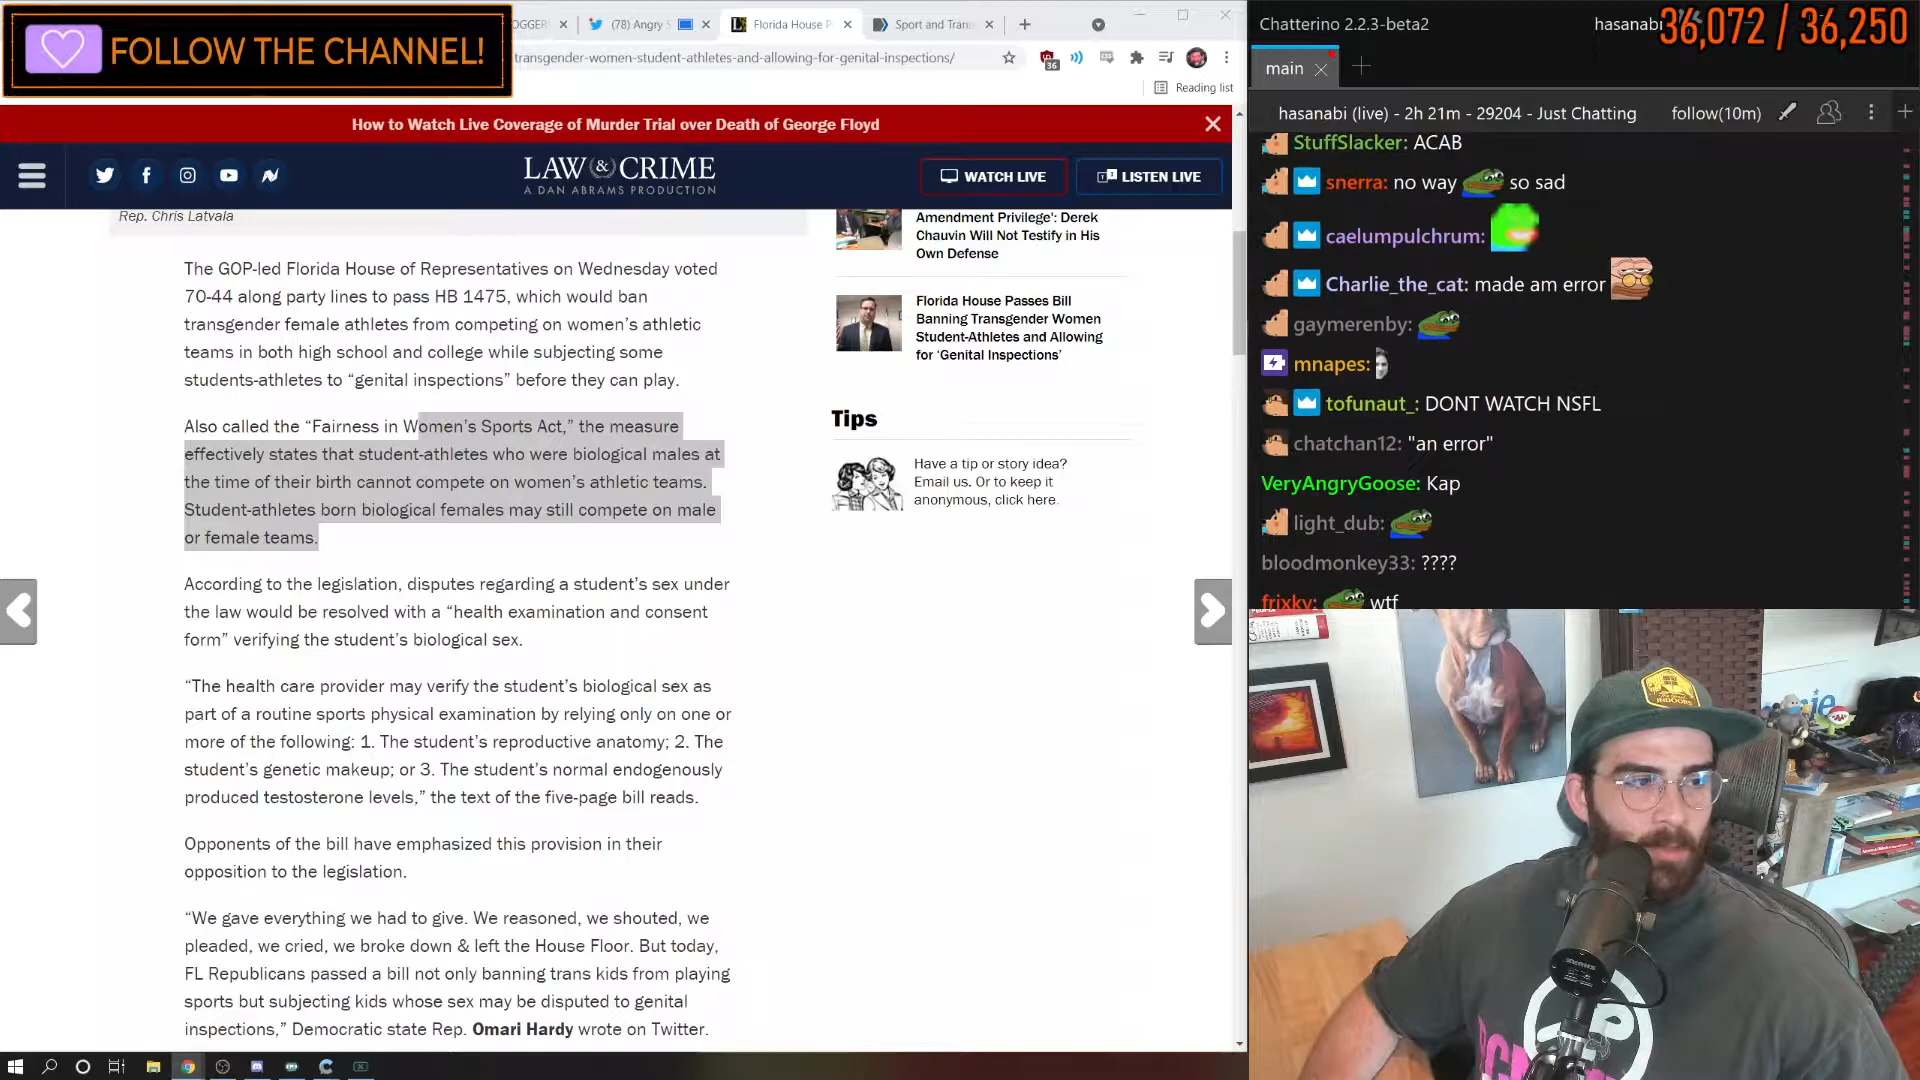 FOLLOW THE CHANNEL!
OGGER
(78) Angry S
Florida House P
Sport and Trans
transgender-women-student-athletes-and-allowing-for-genital-inspections/
36
Reading list
How to Watch Live Coverage of Murder Trial over Death of George Floyd
LAW & CRIME
A DAN ABRAMS PRODUCTION
WATCH LIVE
LISTEN LIVE
Rep. Chris Latvala
The GOP-led Florida House of Representatives on Wednesday voted
70-44 along party lines to pass HB 1475, which would ban
transgender female athletes from competing on women’s athletic
teams in both high school and college while subjecting some
students-athletes to “genital inspections” before they can play.
Also called the “Fairness in Women’s Sports Act,” the measure
effectively states that student-athletes who were biological males at
the time of their birth cannot compete on women’s athletic teams.
Student-athletes born biological females may still compete on male
or female teams.
According to the legislation, disputes regarding a student’s sex under
the law would be resolved with a “health examination and consent
form” verifying the student’s biological sex.
“The health care provider may verify the student’s biological sex as
part of a routine sports physical examination by relying only on one or
more of the following: 1. The student’s reproductive anatomy; 2. The
student’s genetic makeup; or 3. The student’s normal endogenously
produced testosterone levels,” the text of the five-page bill reads.
Opponents of the bill have emphasized this provision in their
opposition to the legislation.
“We gave everything we had to give. We reasoned, we shouted, we
pleaded, we cried, we broke down & left the House Floor. But today,
FL Republicans passed a bill not only banning trans kids from playing
sports but subjecting kids whose sex may be disputed to genital
inspections,” Democratic state Rep. Omari Hardy wrote on Twitter.
Amendment Privilege': Derek
Chauvin Will Not Testify in His
Own Defense
Florida House Passes Bill
Banning Transgender Women
Student-Athletes and Allowing
for ‘Genital Inspections’
Tips
Have a tip or story idea?
Email us. Or to keep it
anonymous, click here.
Chatterino 2.2.3-beta2
hasanabi
36,072 / 36,250
main
hasanabi (live) - 2h 21m - 29204 - Just Chatting
follow(10m)
StuffSlacker: ACAB
snerra: no way so sad
caelumpulchrum:
Charlie_the_cat: made am error
gaymerenby:
mnapes:
tofunaut_: DONT WATCH NSFL
chatchan12: "an error"
VeryAngryGoose: Kap
light_dub:
bloodmonkey33: ????
frixky: wtf